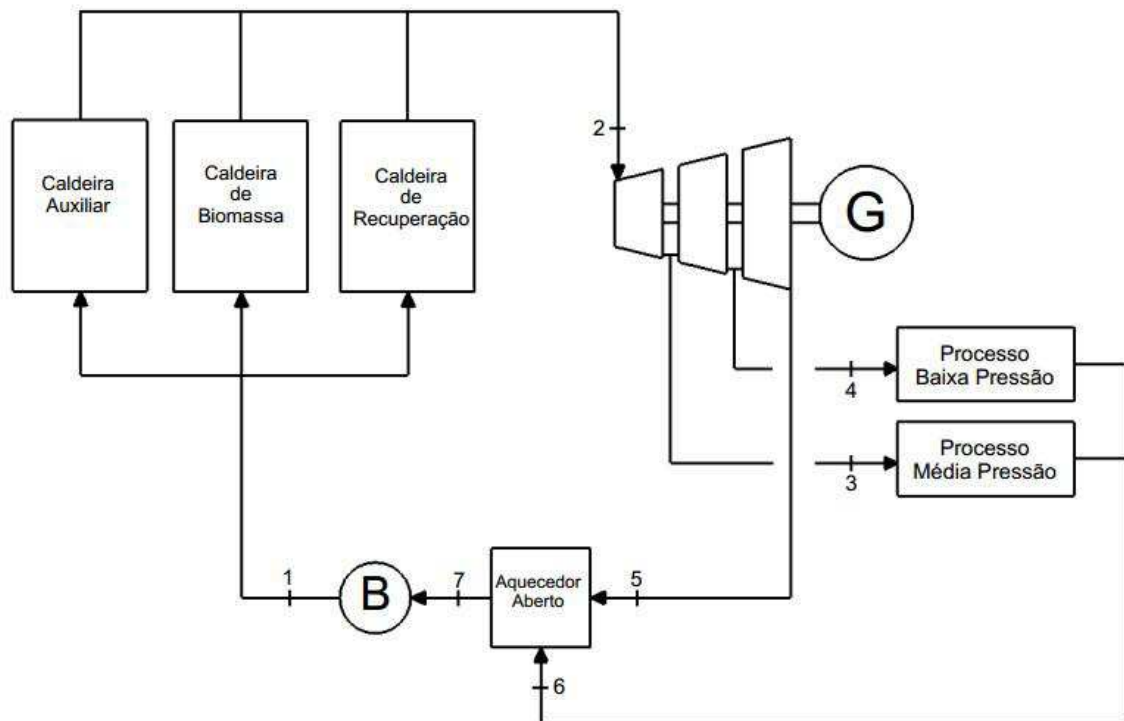 Caldeira
Auxiliar
Caldeira
de
Biomassa
Caldeira
de
Recuperação
2
G
Processo
Baixa Pressão
4
Processo
Média Pressão
3
1
B
7
Aquecedor
Aberto
5
6